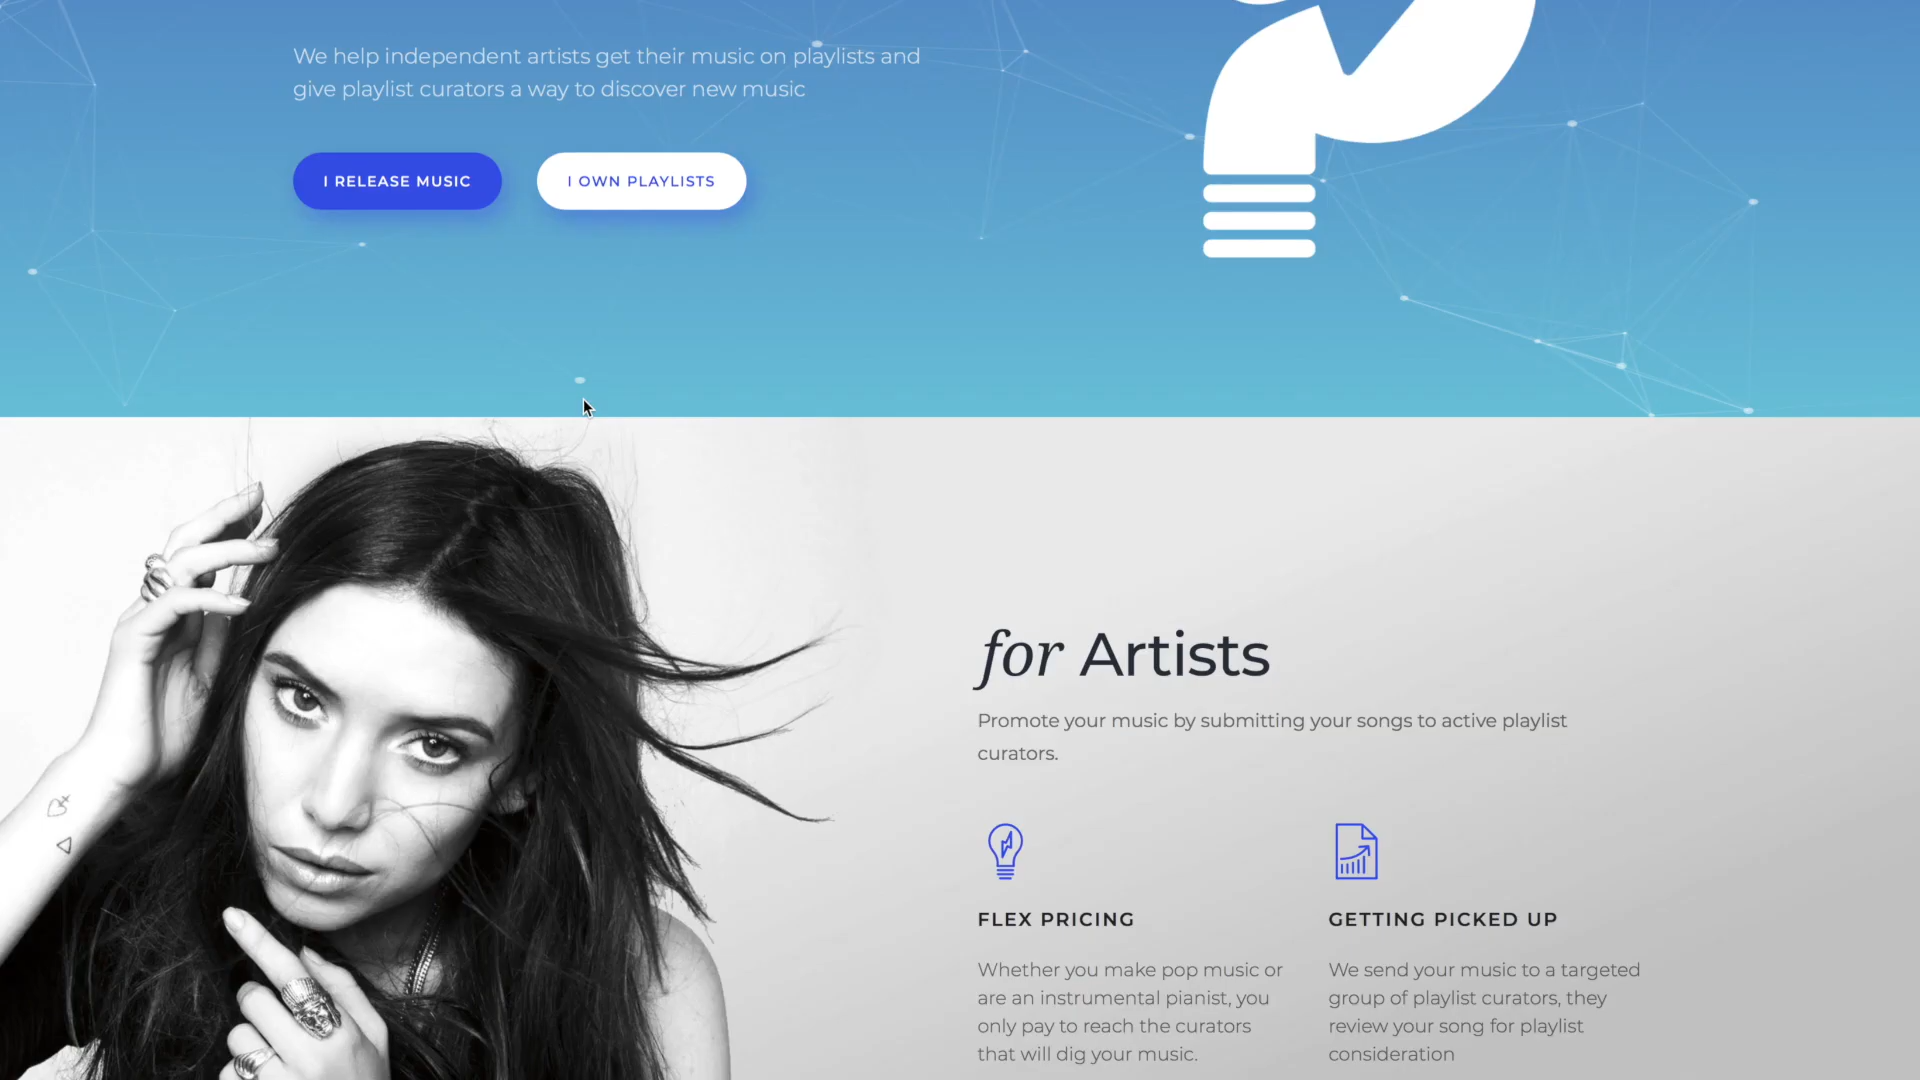 We help independent artists get their music on playlists and
give playlist curators a way to discover new music
I RELEASE MUSIC
I OWN PLAYLISTS
for Artists
Promote your music by submitting your songs to active playlist
curators.
FLEX PRICING
Whether you make pop music or
are an instrumental pianist, you
only pay to reach the curators
that will dig your music.
GETTING PICKED UP
We send your music to a targeted
group of playlist curators, they
review your song for playlist
consideration